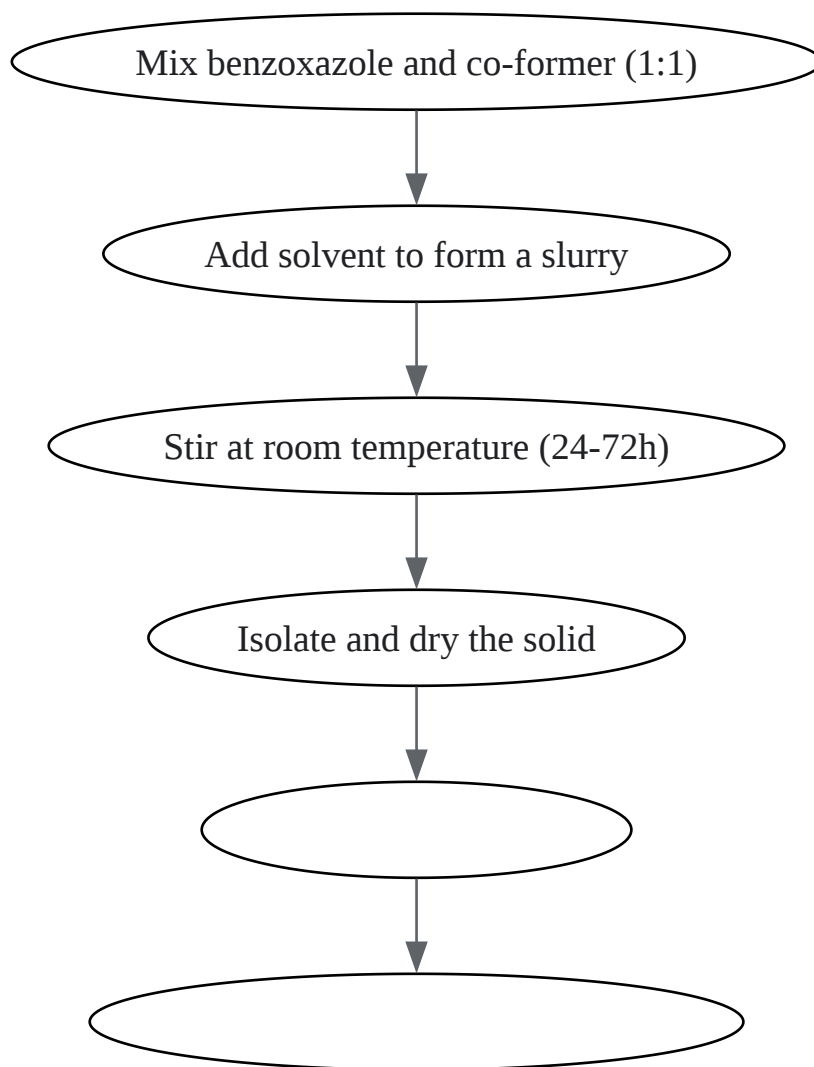 Mix benzoxazole and co-former (1:1)
Add solvent to form a slurry
Stir at room temperature (24-72h)
Isolate and dry the solid